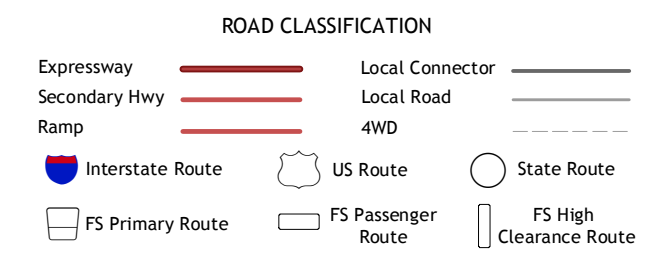 ROAD CLASSIFICATION
Expressway
Local Connector
Secondary Hwy
Local Road
Ramp
4WD
Interstate Route
US Route
State Route
FS Primary Route
FS Passenger
Route
FS High
Clearance Route